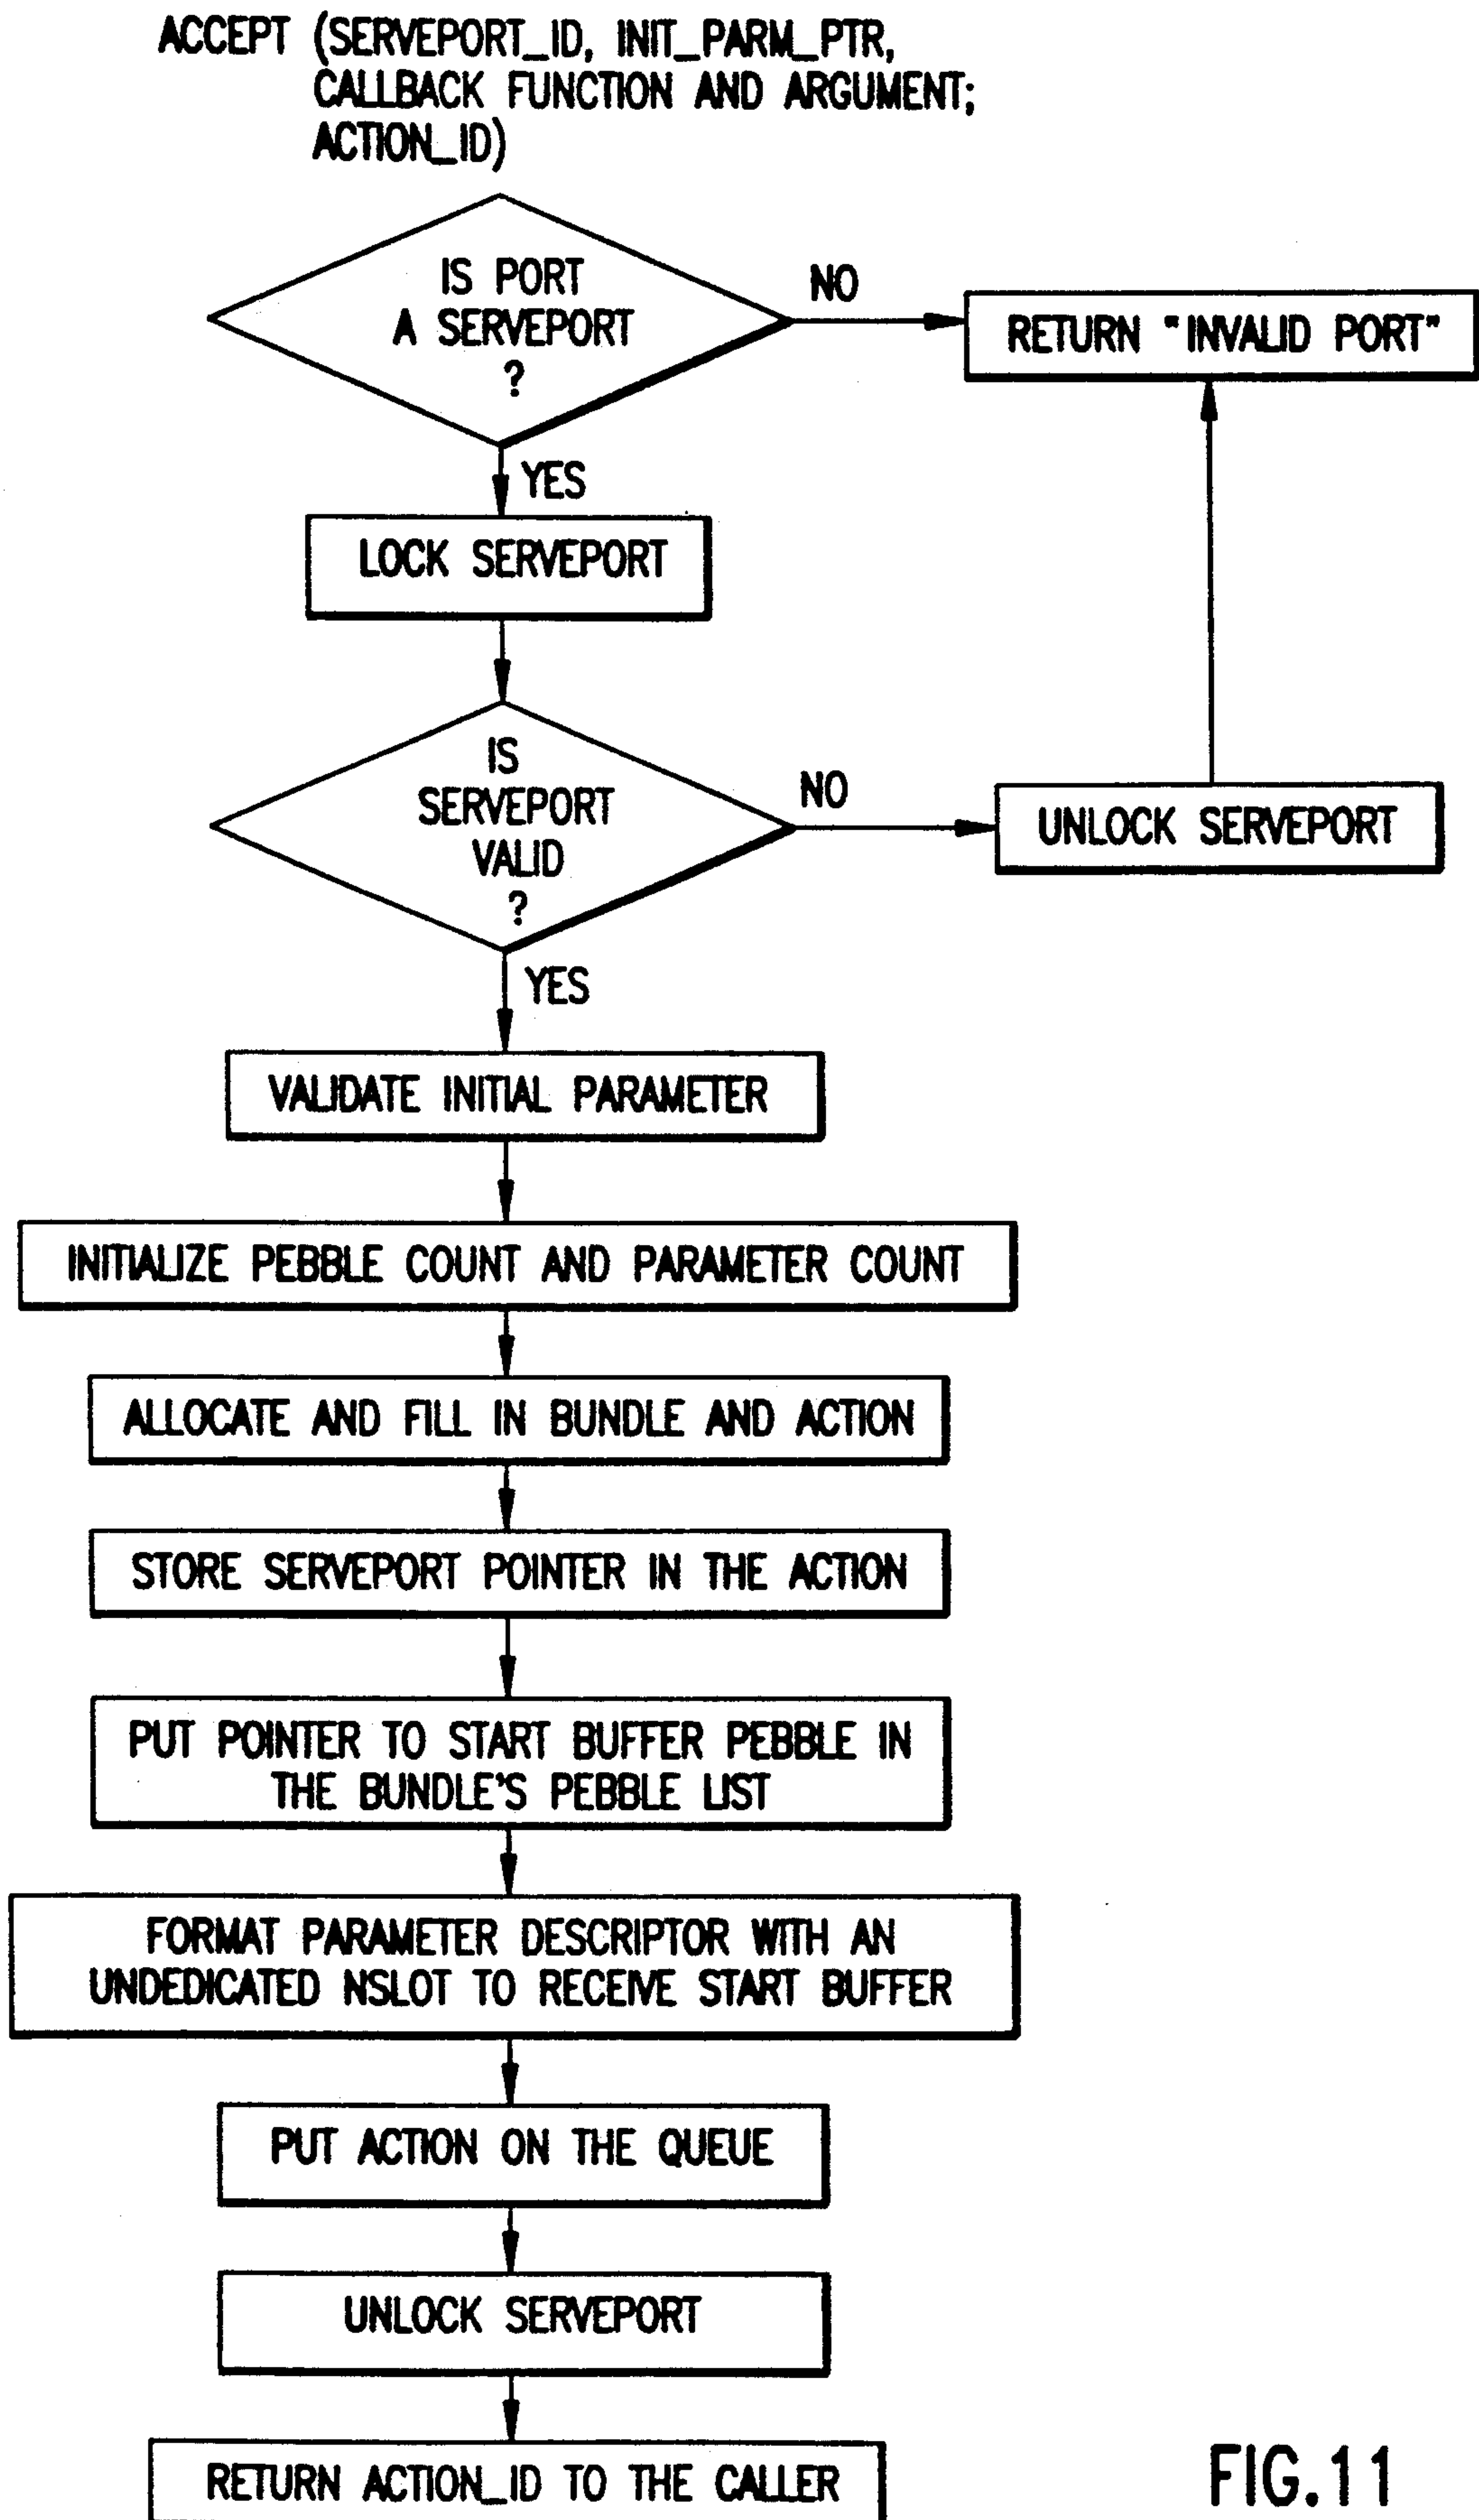 ACCEPT (SERVEPORT_ID, INIT_PARM_PTR,
CALLBACK FUNCTION AND ARGUMENT;
ACTION_ID)
IS PORT
A SERVEPORT
?
NO
RETURN "INVALID PORT"
YES
LOCK SERVEPORT
IS
SERVEPORT
VALID
?
NO
UNLOCK SERVEPORT
YES
VALIDATE INITIAL PARAMETER
INITIALIZE PEBBLE COUNT AND PARAMETER COUNT
ALLOCATE AND FILL IN BUNDLE AND ACTION
STORE SERVEPORT POINTER IN THE ACTION
PUT POINTER TO START BUFFER PEBBLE IN
THE BUNDLE'S PEBBLE LIST
FORMAT PARAMETER DESCRIPTOR WITH AN
UNDEDICATED NSLOT TO RECEIVE START BUFFER
PUT ACTION ON THE QUEUE
UNLOCK SERVEPORT
RETURN ACTION_ID TO THE CALLER
FIG.11